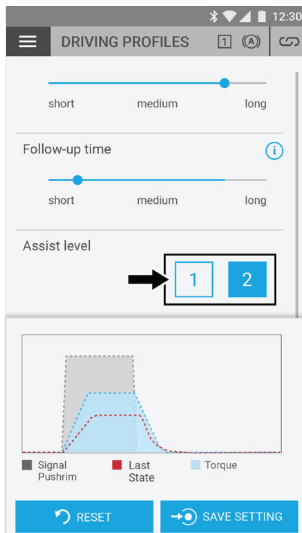 12:30
DRIVING PROFILES 1 (A)
short medium long
Follow-up time i
short medium long
Assist level
1 2
Signal Pushrim Last State Torque
RESET SAVE SETTING